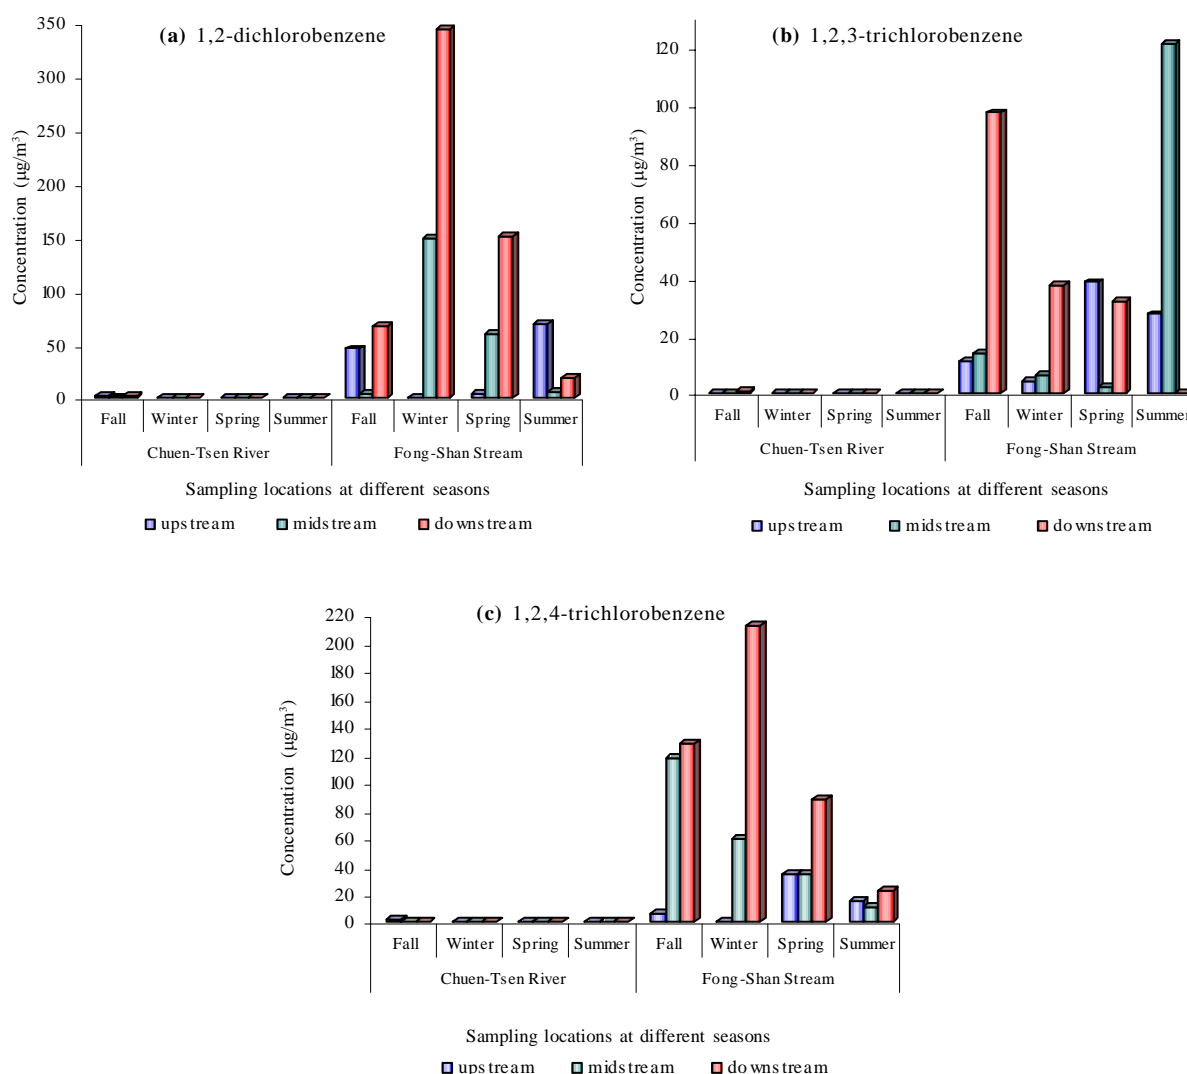 (a) 1,2-dichlorobenzene
Concentration (µg/m³)
350
300
250
200
150
100
50
0
Fall Winter Spring Summer Fall Winter Spring Summer
Chuen-Tsen River Fong-Shan Stream
Sampling locations at different seasons
upstream midstream downstream
(b) 1,2,3-trichlorobenzene
Concentration (µg/m³)
120
100
80
60
40
20
0
Fall Winter Spring Summer Fall Winter Spring Summer
Chuen-Tsen River Fong-Shan Stream
Sampling locations at different seasons
upstream midstream downstream
(c) 1,2,4-trichlorobenzene
Concentration (µg/m³)
220
200
180
160
140
120
100
80
60
40
20
0
Fall Winter Spring Summer Fall Winter Spring Summer
Chuen-Tsen River Fong-Shan Stream
Sampling locations at different seasons
upstream midstream downstream